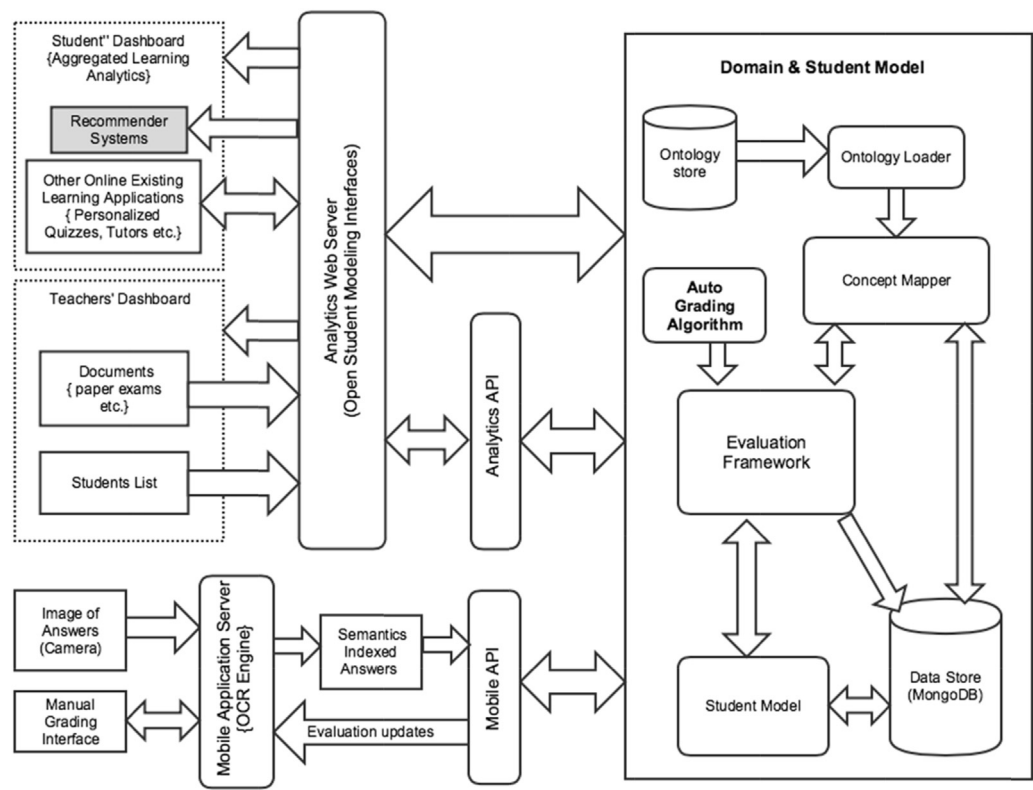 Student" Dashboard
{Aggregated Learning
Analytics}
Recommender
Systems
Other Online Existing
Learning Applications
{ Personalized
Quizzes, Tutors etc.}
Teachers' Dashboard
Documents
{ paper exams
etc.}
Students List
Analytics Web Server
(Open Student Modeling Interfaces)
Analytics API
Image of
Answers
(Camera)
Manual
Grading
Interface
Mobile Application Server
{OCR Engine}
Semantics
Indexed
Answers
Evaluation updates
Mobile API
Domain & Student Model
Ontology
store
Ontology Loader
Concept Mapper
Auto
Grading
Algorithm
Evaluation
Framework
Student Model
Data Store
(MongoDB)